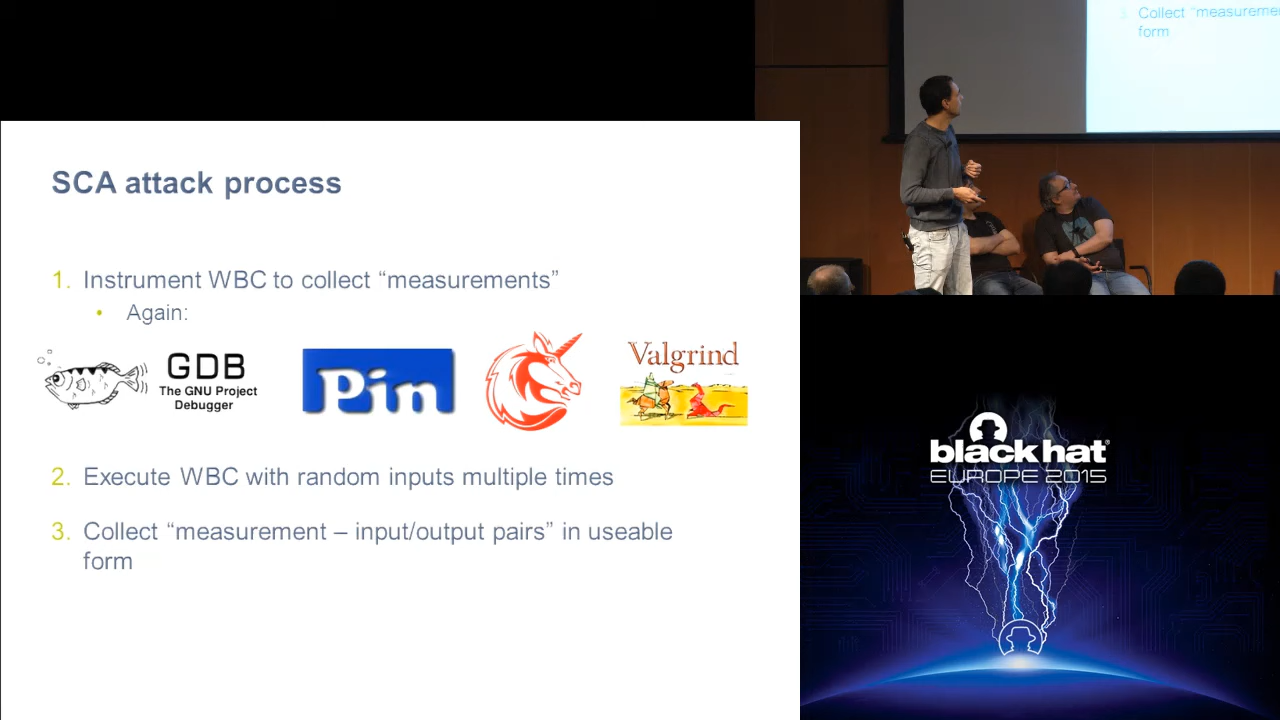 Collect "measureme
form
SCA attack process
1. Instrument WBC to collect “measurements”
• Again:
GDB
The GNU Project
Debugger
Pin
Valgrind
2. Execute WBC with random inputs multiple times
3. Collect “measurement – input/output pairs” in useable
form
black hat®
EUROPE 2015